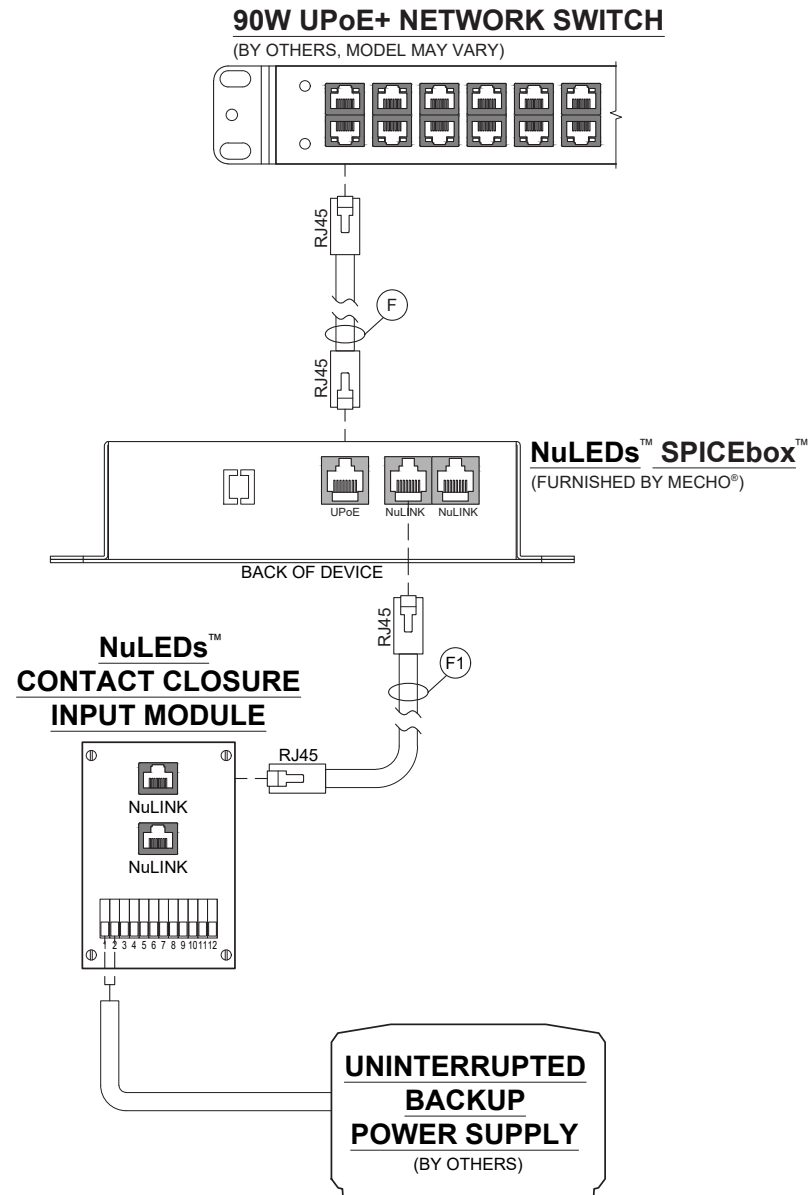 90W UPoE+ NETWORK SWITCH
(BY OTHERS, MODEL MAY VARY)
RJ45
F
RJ45
NuLEDs™ SPICEbox™
(FURNISHED BY MECHO®)
UPoE
NuLINK
NuLINK
BACK OF DEVICE
RJ45
F1
NuLEDs™
CONTACT CLOSURE
INPUT MODULE
RJ45
NuLINK
NuLINK
1 2 3 4 5 6 7 8 9 10 11 12
UNINTERRUPTED
BACKUP
POWER SUPPLY
(BY OTHERS)